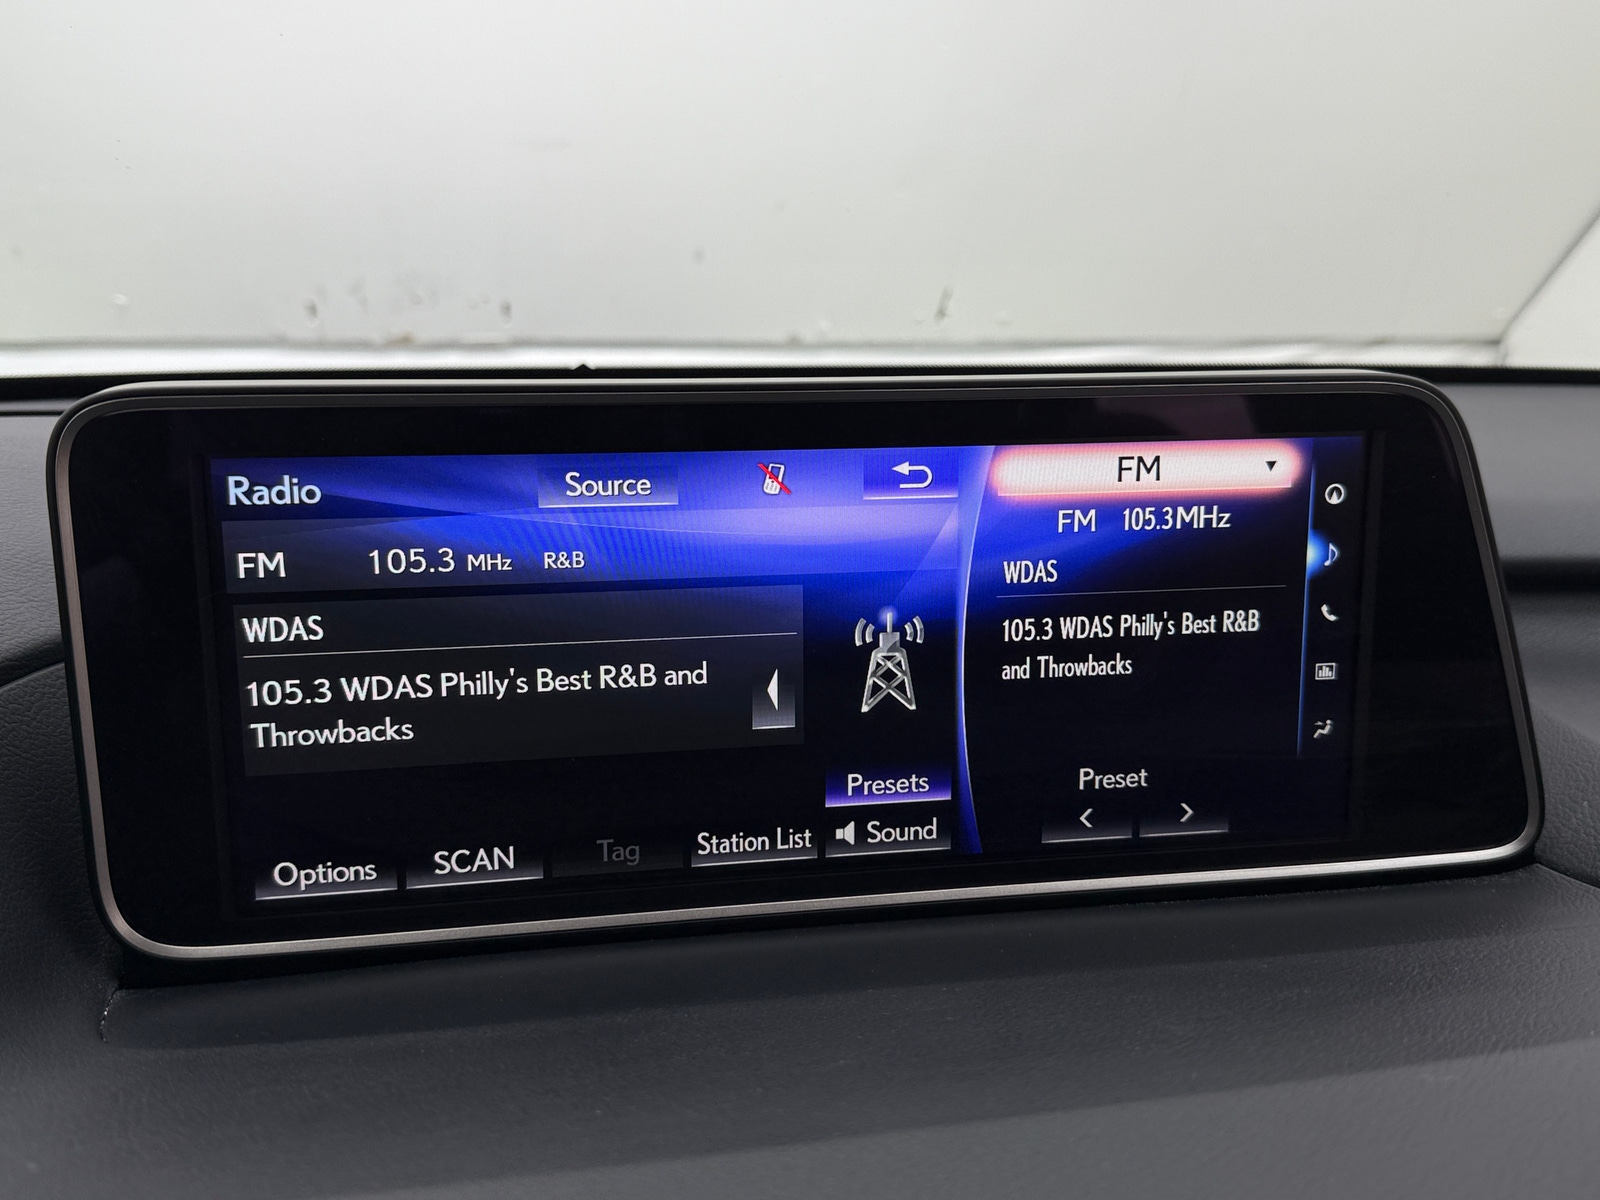 Radio
Source
FM 105.3 MHz R&B
WDAS
105.3 WDAS Philly's Best R&B and
Throwbacks
Presets
Options
SCAN
Tag
Station List
Sound
FM
FM 105.3MHz
WDAS
105.3 WDAS Philly's Best R&B
and Throwbacks
Preset